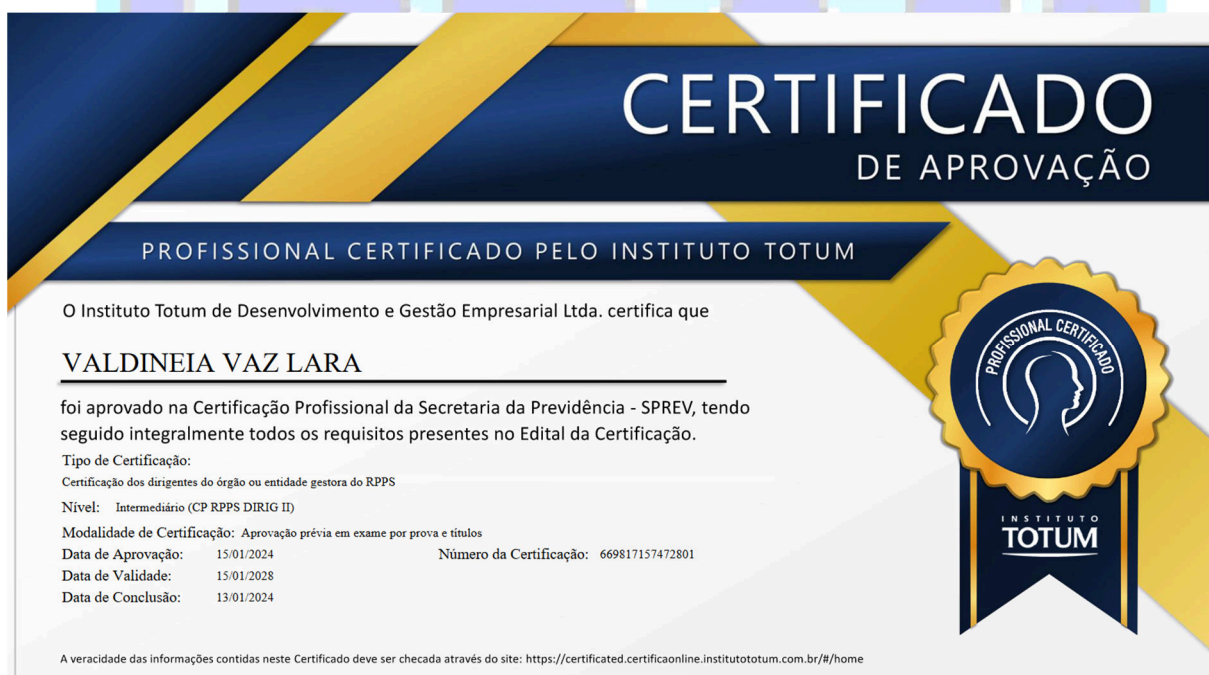 CERTIFICADO
DE APROVAÇÃO
PROFISSIONAL CERTIFICADO PELO INSTITUTO TOTUM
O Instituto Totum de Desenvolvimento e Gestão Empresarial Ltda. certifica que
VALDINEIA VAZ LARA
foi aprovado na Certificação Profissional da Secretaria da Previdência - SPREV, tendo
seguido integralmente todos os requisitos presentes no Edital da Certificação.
Tipo de Certificação:
Certificação dos dirigentes do órgão ou entidade gestora do RPPS
Nível: Intermediário (CP RPPS DIRIG II)
Modalidade de Certificação: Aprovação prévia em exame por prova e títulos
Data de Aprovação: 15/01/2024 Número da Certificação: 669817157472801
Data de Validade: 15/01/2028
Data de Conclusão: 13/01/2024
PROFISSIONAL CERTIFICADO
INSTITUTO
TOTUM
A veracidade das informações contidas neste Certificado deve ser checada através do site: https://certificated.certificaonline.institutototum.com.br/#/home